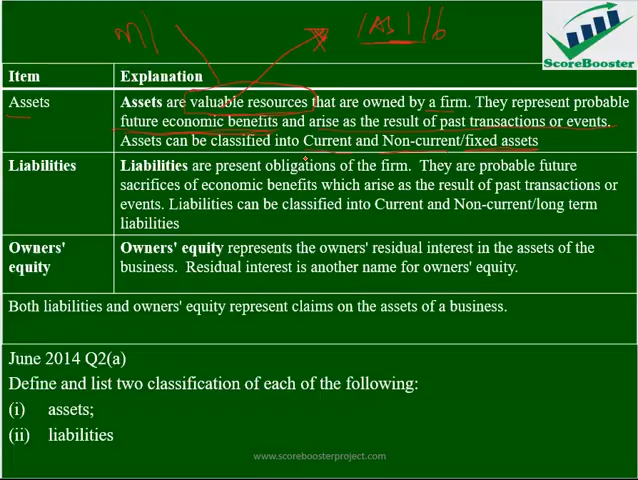 ScoreBooster
Item
Explanation
Assets
Assets are valuable resources that are owned by a firm. They represent probable
future economic benefits and arise as the result of past transactions or events.
Assets can be classified into Current and Non-current/fixed assets
Liabilities
Liabilities are present obligations of the firm.  They are probable future
sacrifices of economic benefits which arise as the result of past transactions or
events. Liabilities can be classified into Current and Non-current/long term
liabilities
Owners'
equity
Owners' equity represents the owners' residual interest in the assets of the
business.  Residual interest is another name for owners' equity.
Both liabilities and owners' equity represent claims on the assets of a business.
June 2014 Q2(a)
Define and list two classification of each of the following:
(i) assets;
(ii) liabilities
www.scoreboosterproject.com